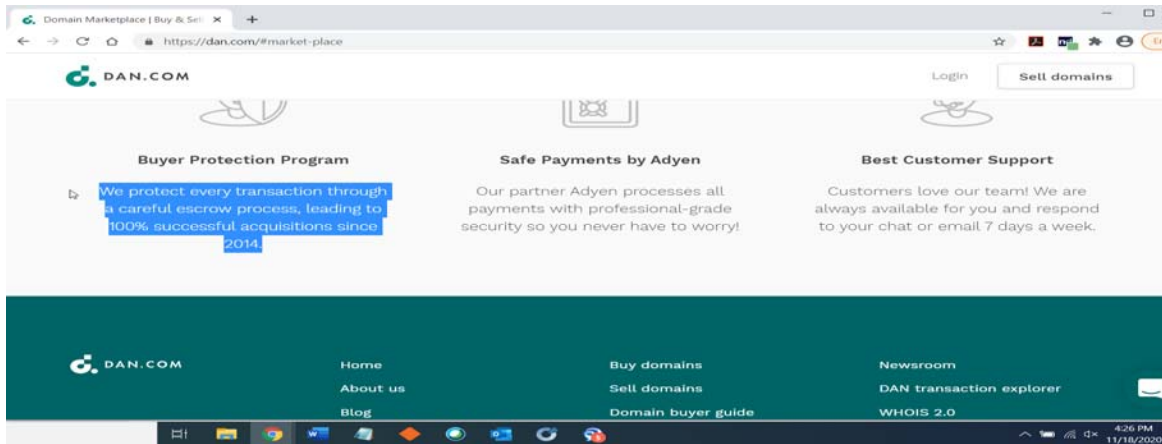 Domain Marketplace | Buy & Sel
https://dan.com/#market-place
DAN.COM
Login
Sell domains
Buyer Protection Program
We protect every transaction through
a careful escrow process, leading to
100% successful acquisitions since
2014.
Safe Payments by Adyen
Our partner Adyen processes all
payments with professional-grade
security so you never have to worry!
Best Customer Support
Customers love our team! We are
always available for you and respond
to your chat or email 7 days a week.
DAN.COM
Home
About us
Blog
Buy domains
Sell domains
Domain buyer guide
Newsroom
DAN transaction explorer
WHOIS 2.0
4:26 PM